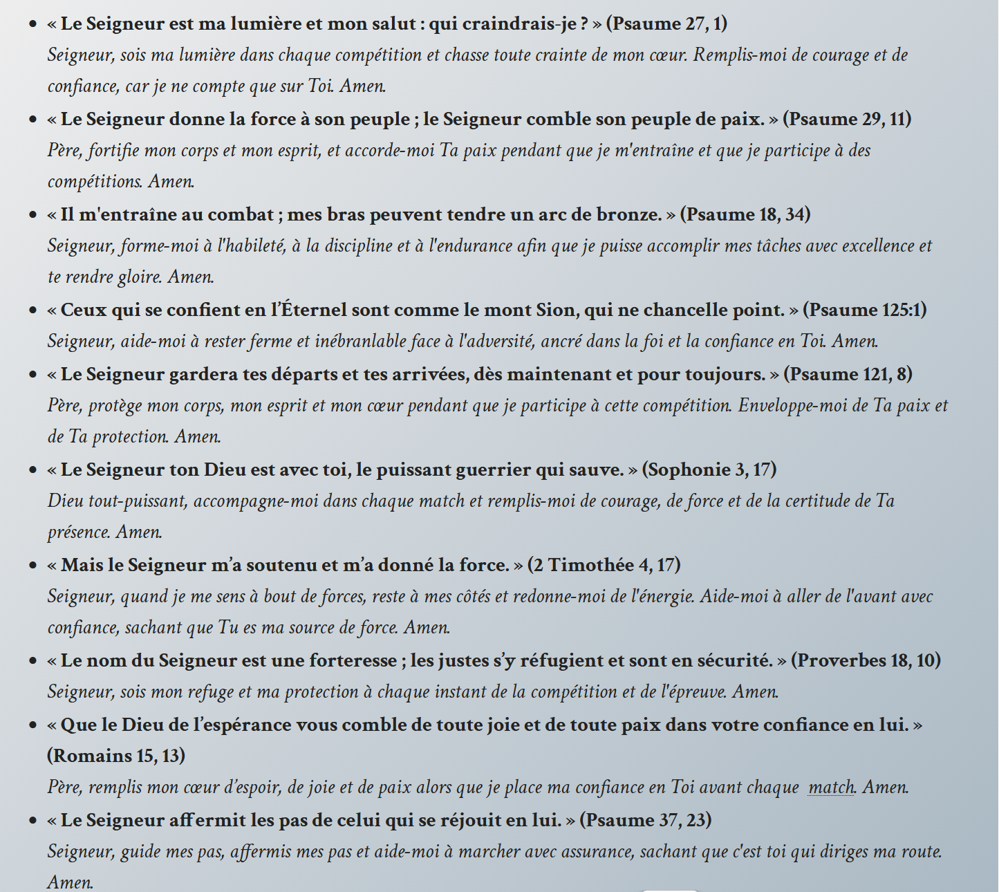 • « Le Seigneur est ma lumière et mon salut : qui craindrais-je ? » (Psaume 27, 1)
Seigneur, sois ma lumière dans chaque compétition et chasse toute crainte de mon cœur. Remplis-moi de courage et de
confiance, car je ne compte que sur Toi. Amen.
• « Le Seigneur donne la force à son peuple ; le Seigneur comble son peuple de paix. » (Psaume 29, 11)
Père, fortifie mon corps et mon esprit, et accorde-moi Ta paix pendant que je m'entraîne et que je participe à des
compétitions. Amen.
• « Il m'entraîne au combat ; mes bras peuvent tendre un arc de bronze. » (Psaume 18, 34)
Seigneur, forme-moi à l'habileté, à la discipline et à l'endurance afin que je puisse accomplir mes tâches avec excellence et
te rendre gloire. Amen.
• « Ceux qui se confient en l’Éternel sont comme le mont Sion, qui ne chancelle point. » (Psaume 125:1)
Seigneur, aide-moi à rester ferme et inébranlable face à l'adversité, ancré dans la foi et la confiance en Toi. Amen.
• « Le Seigneur gardera tes départs et tes arrivées, dès maintenant et pour toujours. » (Psaume 121, 8)
Père, protège mon corps, mon esprit et mon cœur pendant que je participe à cette compétition. Enveloppe-moi de Ta paix et
de Ta protection. Amen.
• « Le Seigneur ton Dieu est avec toi, le puissant guerrier qui sauve. » (Sophonie 3, 17)
Dieu tout-puissant, accompagne-moi dans chaque match et remplis-moi de courage, de force et de la certitude de Ta
présence. Amen.
• « Mais le Seigneur m’a soutenu et m’a donné la force. » (2 Timothée 4, 17)
Seigneur, quand je me sens à bout de forces, reste à mes côtés et redonne-moi de l'énergie. Aide-moi à aller de l'avant avec
confiance, sachant que Tu es ma source de force. Amen.
• « Le nom du Seigneur est une forteresse ; les justes s’y réfugient et sont en sécurité. » (Proverbes 18, 10)
Seigneur, sois mon refuge et ma protection à chaque instant de la compétition et de l'épreuve. Amen.
• « Que le Dieu de l’espérance vous comble de toute joie et de toute paix dans votre confiance en lui. »
(Romains 15, 13)
Père, remplis mon cœur d’espoir, de joie et de paix alors que je place ma confiance en Toi avant chaque match. Amen.
• « Le Seigneur affermit les pas de celui qui se réjouit en lui. » (Psaume 37, 23)
Seigneur, guide mes pas, affermis mes pas et aide-moi à marcher avec assurance, sachant que c'est toi qui diriges ma route.
Amen.